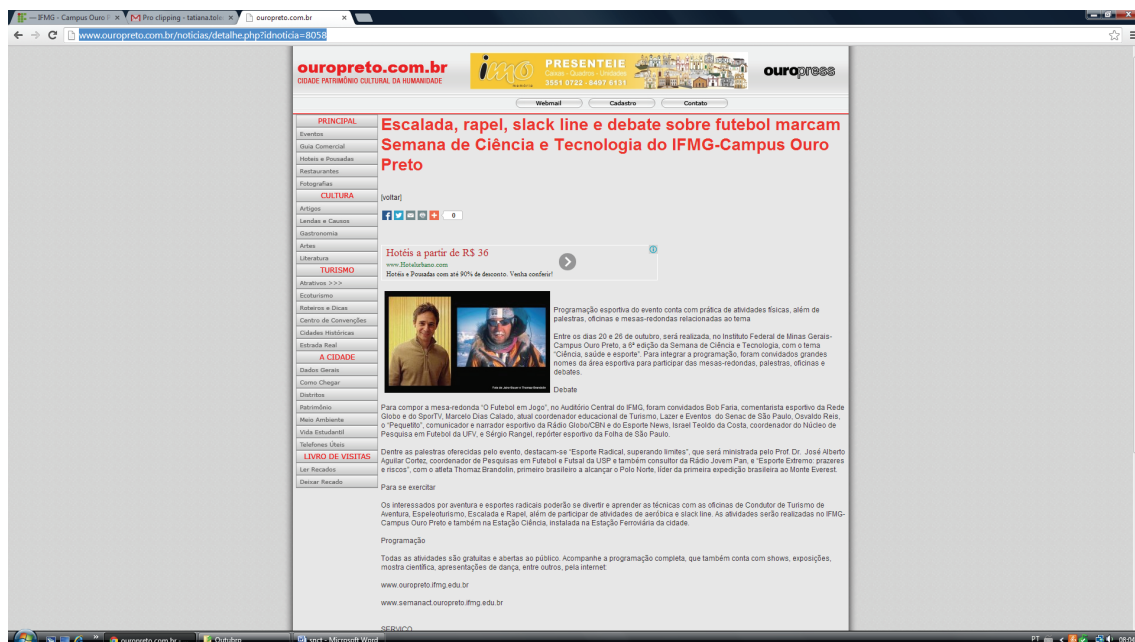 — IFMG - Campus Ouro P
Pro clipping - tatiana.tole
ouropreto.com.br
www.ouropreto.com.br/noticias/detalhe.php?idnoticia=8058
ouropreto.com.br
CIDADE PATRIMÔNIO CULTURAL DA HUMANIDADE
imo
PRESENTEIE
Caixas - Quadros - Unidades
3551 0722 - 8497 6131
ouropress
Webmail
Cadastro
Contato
PRINCIPAL
Eventos
Guia Comercial
Hoteis e Pousadas
Restaurantes
Fotografias
CULTURA
Artigos
Lendas e Causos
Gastronomia
Artes
Literatura
TURISMO
Atrativos >>>
Ecoturismo
Roteiros e Dicas
Centro de Convenções
Cidades Históricas
Estrada Real
A CIDADE
Dados Gerais
Como Chegar
Distritos
Patrimônio
Meio Ambiente
Vida Estudantil
Telefones Úteis
LIVRO DE VISITAS
Ler Recados
Deixar Recado
Escalada, rapel, slack line e debate sobre futebol marcam
Semana de Ciência e Tecnologia do IFMG-Campus Ouro
Preto
[voltar]
0
Hotéis a partir de R$ 36
www.Hotelurbano.com
Hotéis e Pousadas com até 90% de desconto. Venha conferir!
Programação esportiva do evento conta com prática de atividades físicas, além de
palestras, oficinas e mesas-redondas relacionadas ao tema
Entre os dias 20 e 26 de outubro, será realizada, no Instituto Federal de Minas Gerais-
Campus Ouro Preto, a 6ª edição da Semana de Ciência e Tecnologia, com o tema
"Ciência, saúde e esporte". Para integrar a programação, foram convidados grandes
nomes da área esportiva para participar das mesas-redondas, palestras, oficinas e
debates.
Debate
Para compor a mesa-redonda "O Futebol em Jogo", no Auditório Central do IFMG, foram convidados Bob Faria, comentarista esportivo da Rede
Globo e do SporTV, Marcelo Dias Calado, atual coordenador educacional de Turismo, Lazer e Eventos do Senac de São Paulo, Osvaldo Reis,
o "Pequetito", comunicador e narrador esportivo da Rádio Globo/CBN e do Esporte News, Israel Teoldo da Costa, coordenador do Núcleo de
Pesquisa em Futebol da UFV, e Sérgio Rangel, repórter esportivo da Folha de São Paulo.
Dentre as palestras oferecidas pelo evento, destacam-se "Esporte Radical, superando limites", que será ministrada pelo Prof. Dr. José Alberto
Aguilar Cortez, coordenador de Pesquisas em Futebol e Futsal da USP e também consultor da Rádio Jovem Pan, e "Esporte Extremo: prazeres
e riscos", com o atleta Thomaz Brandolin, primeiro brasileiro a alcançar o Polo Norte, líder da primeira expedição brasileira ao Monte Everest.
Para se exercitar
Os interessados por aventura e esportes radicais poderão se divertir e aprender as técnicas com as oficinas de Condutor de Turismo de
Aventura, Espeleoturismo, Escalada e Rapel, além de participar de atividades de aeróbica e slack line. As atividades serão realizadas no IFMG-
Campus Ouro Preto e também na Estação Ciência, instalada na Estação Ferroviária da cidade.
Programação
Todas as atividades são gratuitas e abertas ao público. Acompanhe a programação completa, que também conta com shows, exposições,
mostra científica, apresentações de dança, entre outros, pela internet:
www.ouropreto.ifmg.edu.br
www.semanact.ouropreto.ifmg.edu.br
SERVIÇO
ouropreto.com.br -
Outubro
snct - Microsoft Word
PT
08:04